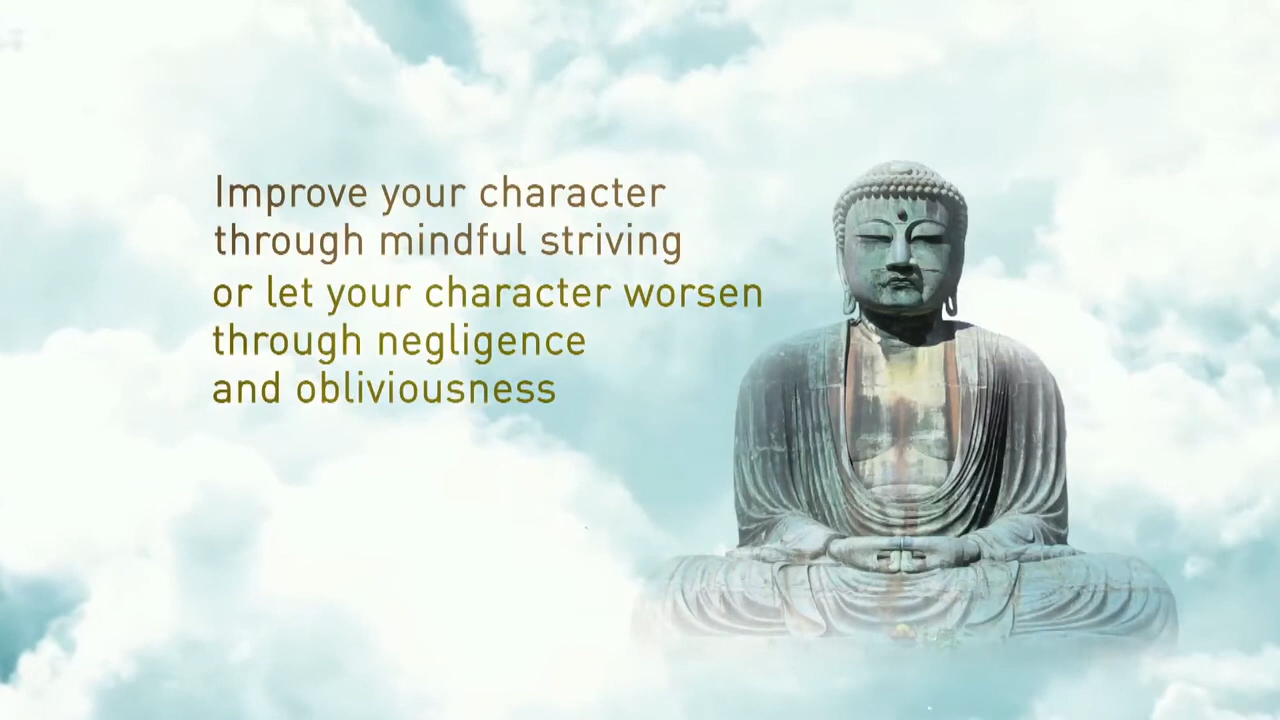 Improve your character
through mindful striving
or let your character worsen
through negligence
and obliviousness